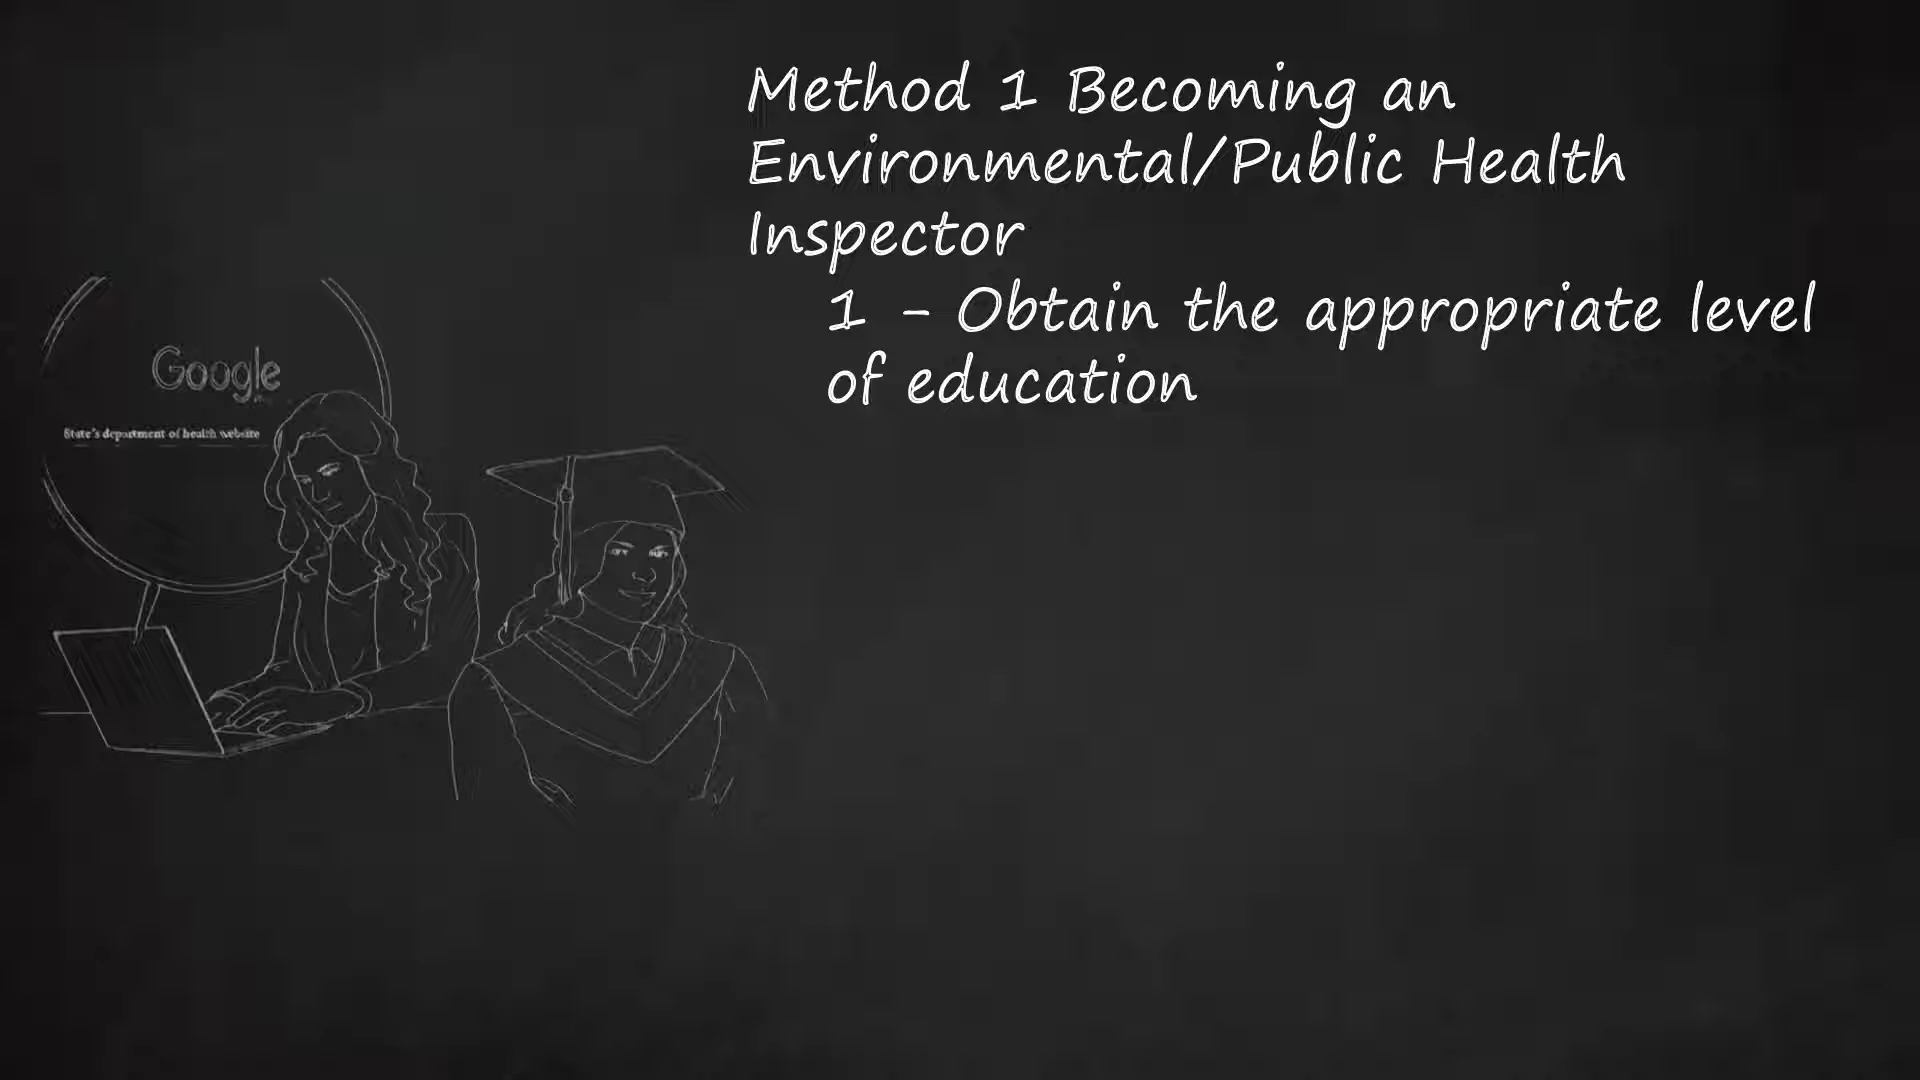 Method 1 Becoming an
Environmental/Public Health
Inspector
1 - Obtain the appropriate level
of education
Google
State's department of health website